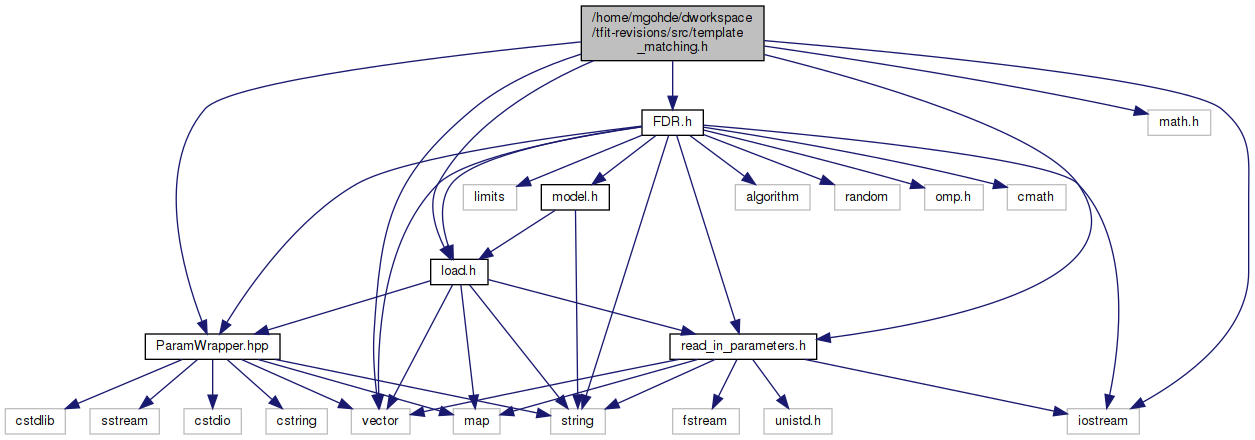 /home/mgohde/dworkspace
/tfit-revisions/src/template
_matching.h
FDR.h
math.h
limits
model.h
algorithm
random
omp.h
cmath
load.h
ParamWrapper.hpp
read_in_parameters.h
cstdlib
sstream
cstdio
cstring
vector
map
string
fstream
unistd.h
iostream